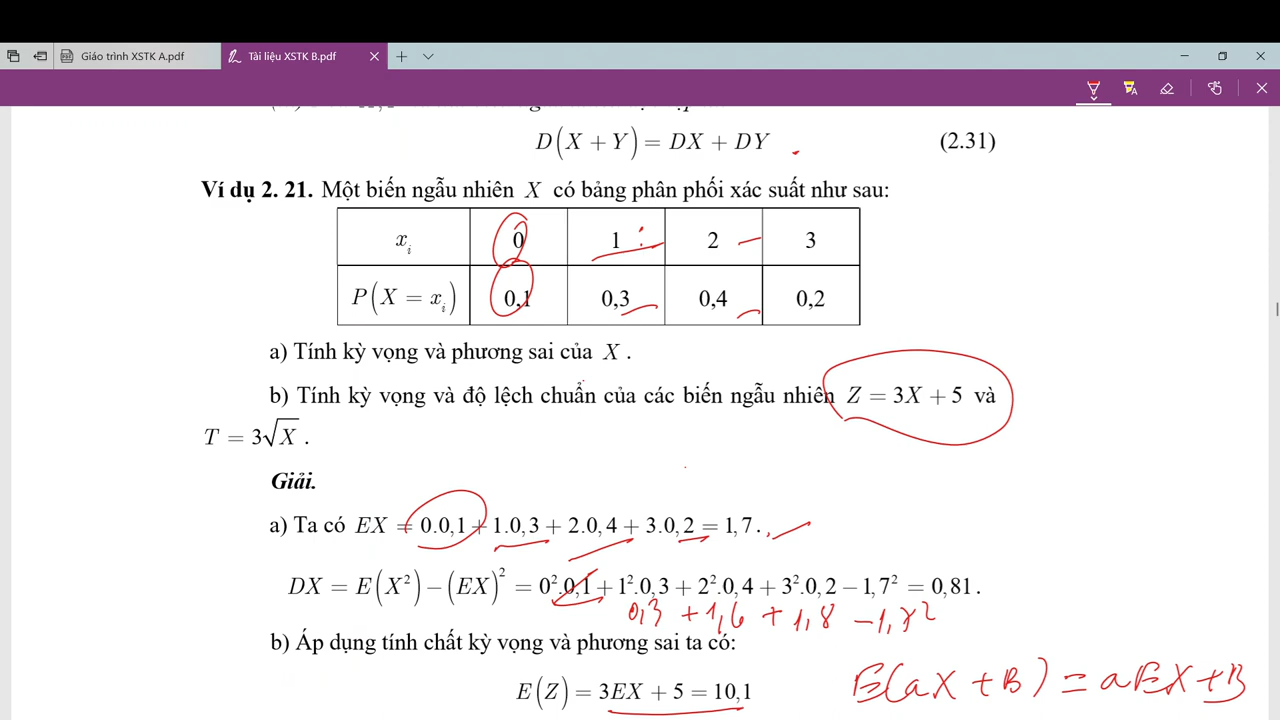 Giáo trình XSTK A.pdf
Tài liệu XSTK B.pdf
D(X + Y) = DX + DY (2.31)
Ví dụ 2. 21. Một biến ngẫu nhiên X có bảng phân phối xác suất như sau:
xᵢ 0 1 2 3
P(X = xᵢ) 0,1 0,3 0,4 0,2
a) Tính kỳ vọng và phương sai của X .
b) Tính kỳ vọng và độ lệch chuẩn của các biến ngẫu nhiên Z = 3X + 5 và
T = 3√X .
Giải.
a) Ta có EX = 0.0,1 + 1.0,3 + 2.0,4 + 3.0,2 = 1,7.
DX = E(X²) − (EX)² = 0².0,1 + 1².0,3 + 2².0,4 + 3².0,2 − 1,7² = 0,81.
0,3 + 1,6 + 1,8 − 1,7²
b) Áp dụng tính chất kỳ vọng và phương sai ta có:
E(Z) = 3EX + 5 = 10,1
E(aX + B) = aEX + B